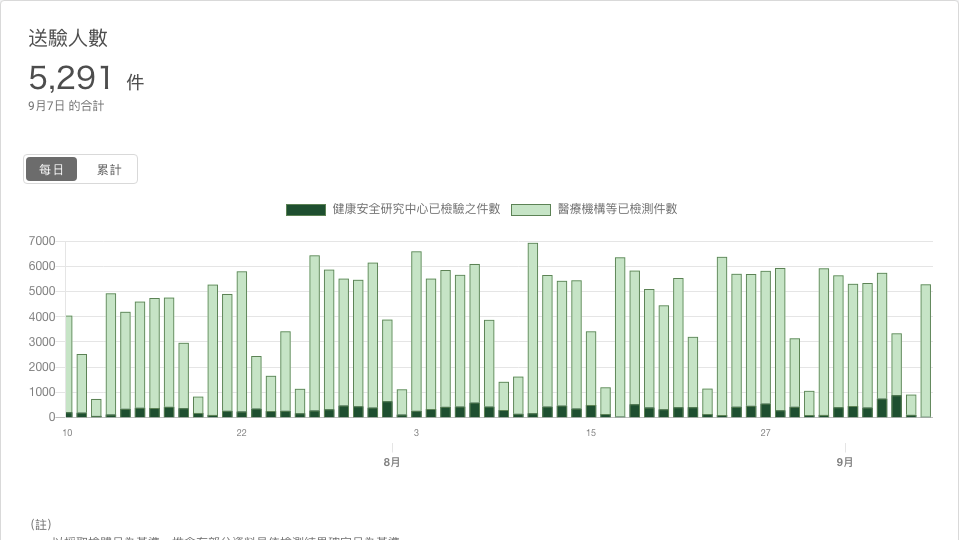 送驗人數
5,291 件
9月7日 的合計
每日 累計
健康安全研究中心已檢驗之件數 醫療機構等已檢測件數
7000
6000
5000
4000
3000
2000
1000
0
10 22 3 15 27
8月 9月
(註)